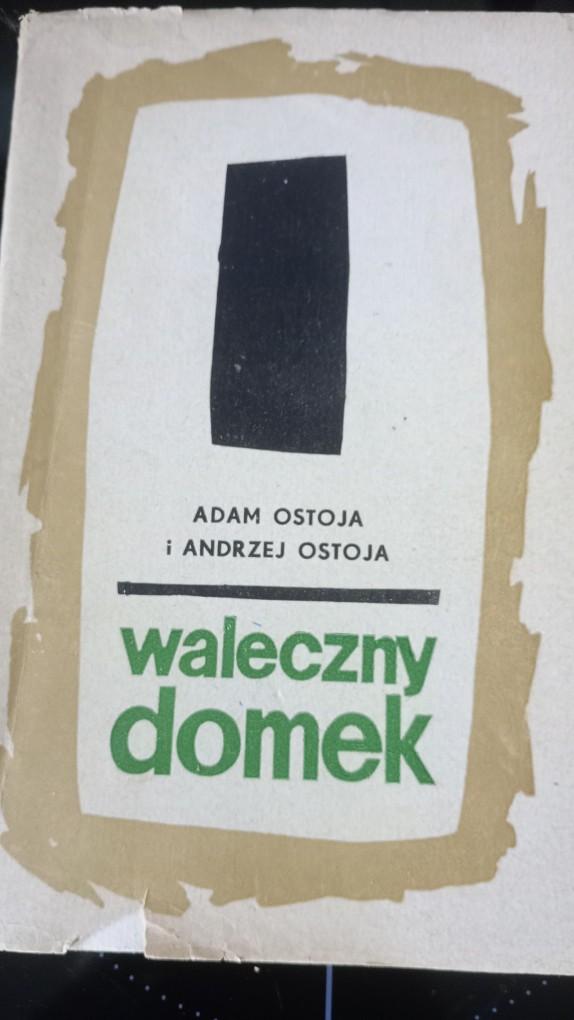 ADAM OSTOJA
i ANDRZEJ OSTOJA
waleczny
domek